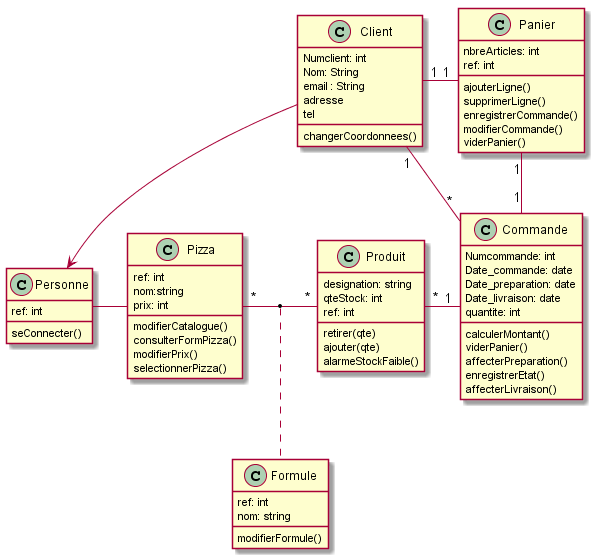 C Client
Numclient: int
Nom: String
email : String
adresse
tel
changerCoordonnees()
1 1
C Panier
nbreArticles: int
ref: int
ajouterLigne()
supprimerLigne()
enregistrerCommande()
modifierCommande()
viderPanier()
1
*
1
1
C Personne
ref: int
seConnecter()
C Pizza
ref: int
nom:string
prix: int
modifierCatalogue()
consulterFormPizza()
modifierPrix()
selectionnerPizza()
* *
C Produit
designation: string
qteStock: int
ref: int
retirer(qte)
ajouter(qte)
alarmeStockFaible()
* 1
C Commande
Numcommande: int
Date_commande: date
Date_preparation: date
Date_livraison: date
quantite: int
calculerMontant()
viderPanier()
affecterPreparation()
enregistrerEtat()
affecterLivraison()
C Formule
ref: int
nom: string
modifierFormule()